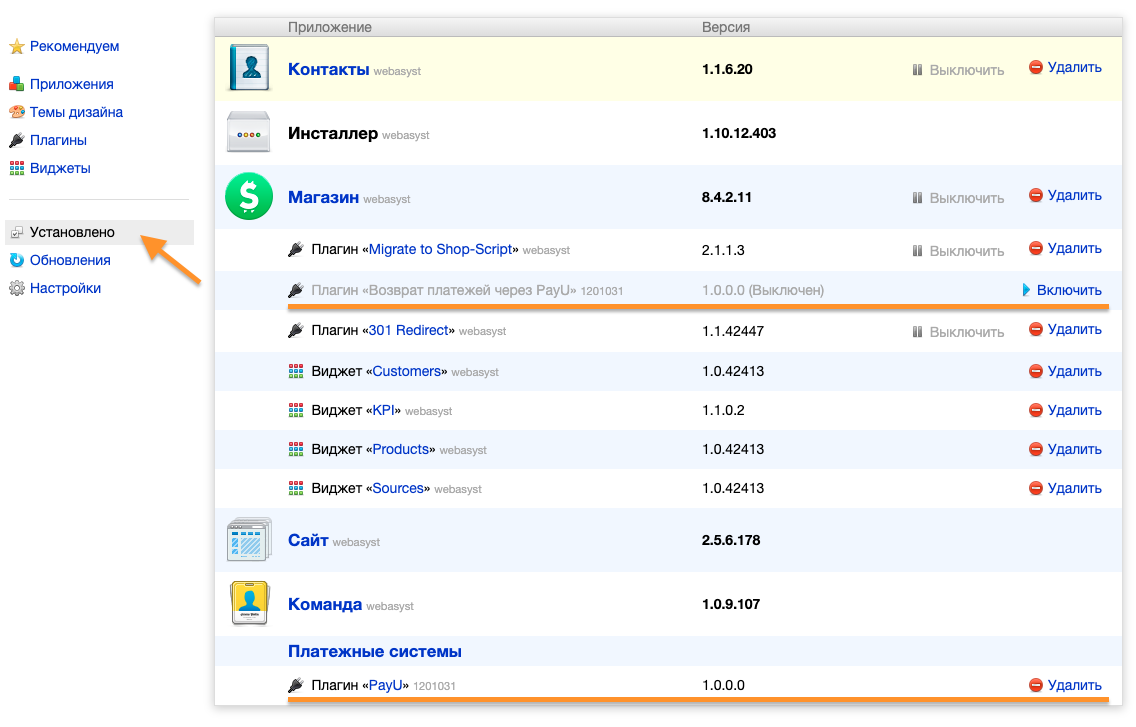 Рекомендуем
Приложения
Темы дизайна
Плагины
Виджеты
Установлено
Обновления
Настройки
Приложение Версия
Контакты webasyst 1.1.6.20 Выключить Удалить
Инсталлер webasyst 1.10.12.403
Магазин webasyst 8.4.2.11 Выключить Удалить
Плагин «Migrate to Shop-Script» webasyst 2.1.1.3 Выключить Удалить
Плагин «Возврат платежей через PayU» 1201031 1.0.0.0 (Выключен) Включить
Плагин «301 Redirect» webasyst 1.1.42447 Выключить Удалить
Виджет «Customers» webasyst 1.0.42413 Удалить
Виджет «KPI» webasyst 1.1.0.2 Удалить
Виджет «Products» webasyst 1.0.42413 Удалить
Виджет «Sources» webasyst 1.0.42413 Удалить
Сайт webasyst 2.5.6.178
Команда webasyst 1.0.9.107
Платежные системы
Плагин «PayU» 1201031 1.0.0.0 Удалить